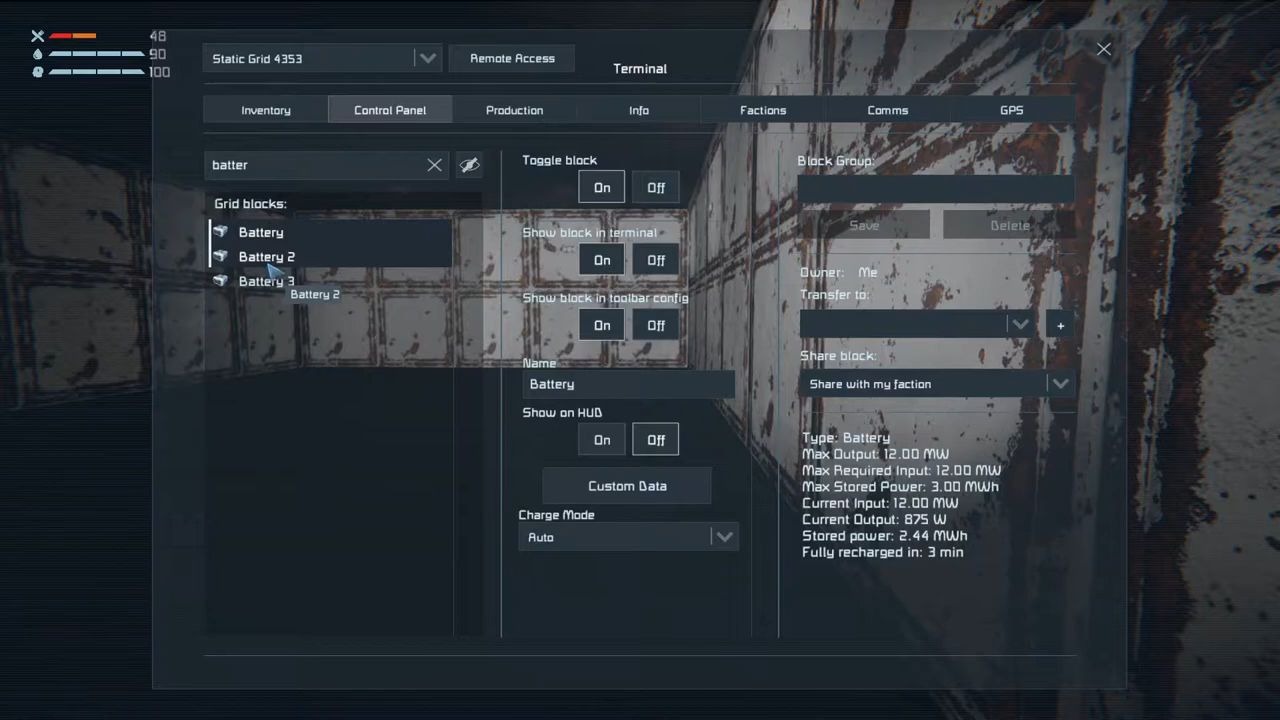 48
90
100
Static Grid 4353
Remote Access
Terminal
Inventory
Control Panel
Production
Info
Factions
Comms
GPS
batter
Grid blocks:
Battery
Battery 2
Battery 3
Battery 2
Toggle block
On
Off
Show block in terminal
On
Off
Show block in toolbar config
On
Off
Name
Battery
Show on HUD
On
Off
Custom Data
Charge Mode
Auto
Block Group:
Save
Delete
Owner: Me
Transfer to:
+
Share block:
Share with my faction
Type: Battery
Max Output: 12.00 MW
Max Required Input: 12.00 MW
Max Stored Power: 3.00 MWh
Current Input: 12.00 MW
Current Output: 875 W
Stored power: 2.44 MWh
Fully recharged in: 3 min